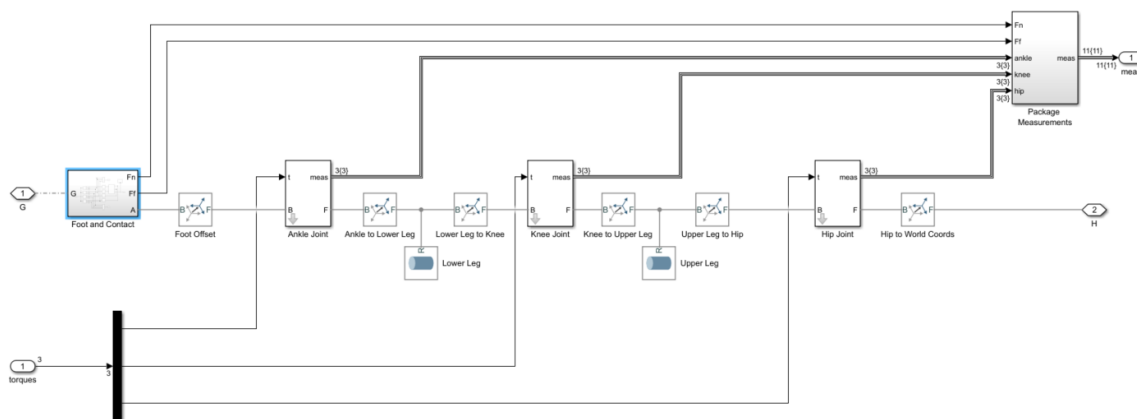 Fn
Ff
ankle
knee
hip
meas
3{3}
3{3}
3{3}
11{11}
11{11}
1
mea
Package
Measurements
1
G
G
Fn
Ff
A
Foot and Contact
B F
Foot Offset
t
meas
B
F
Ankle Joint
3{3}
B F
Ankle to Lower Leg
R
Lower Leg
B F
Lower Leg to Knee
t
meas
B
F
Knee Joint
3{3}
B F
Knee to Upper Leg
R
Upper Leg
B F
Upper Leg to Hip
t
meas
B
F
Hip Joint
3{3}
B F
Hip to World Coords
2
H
1
torques
3
3